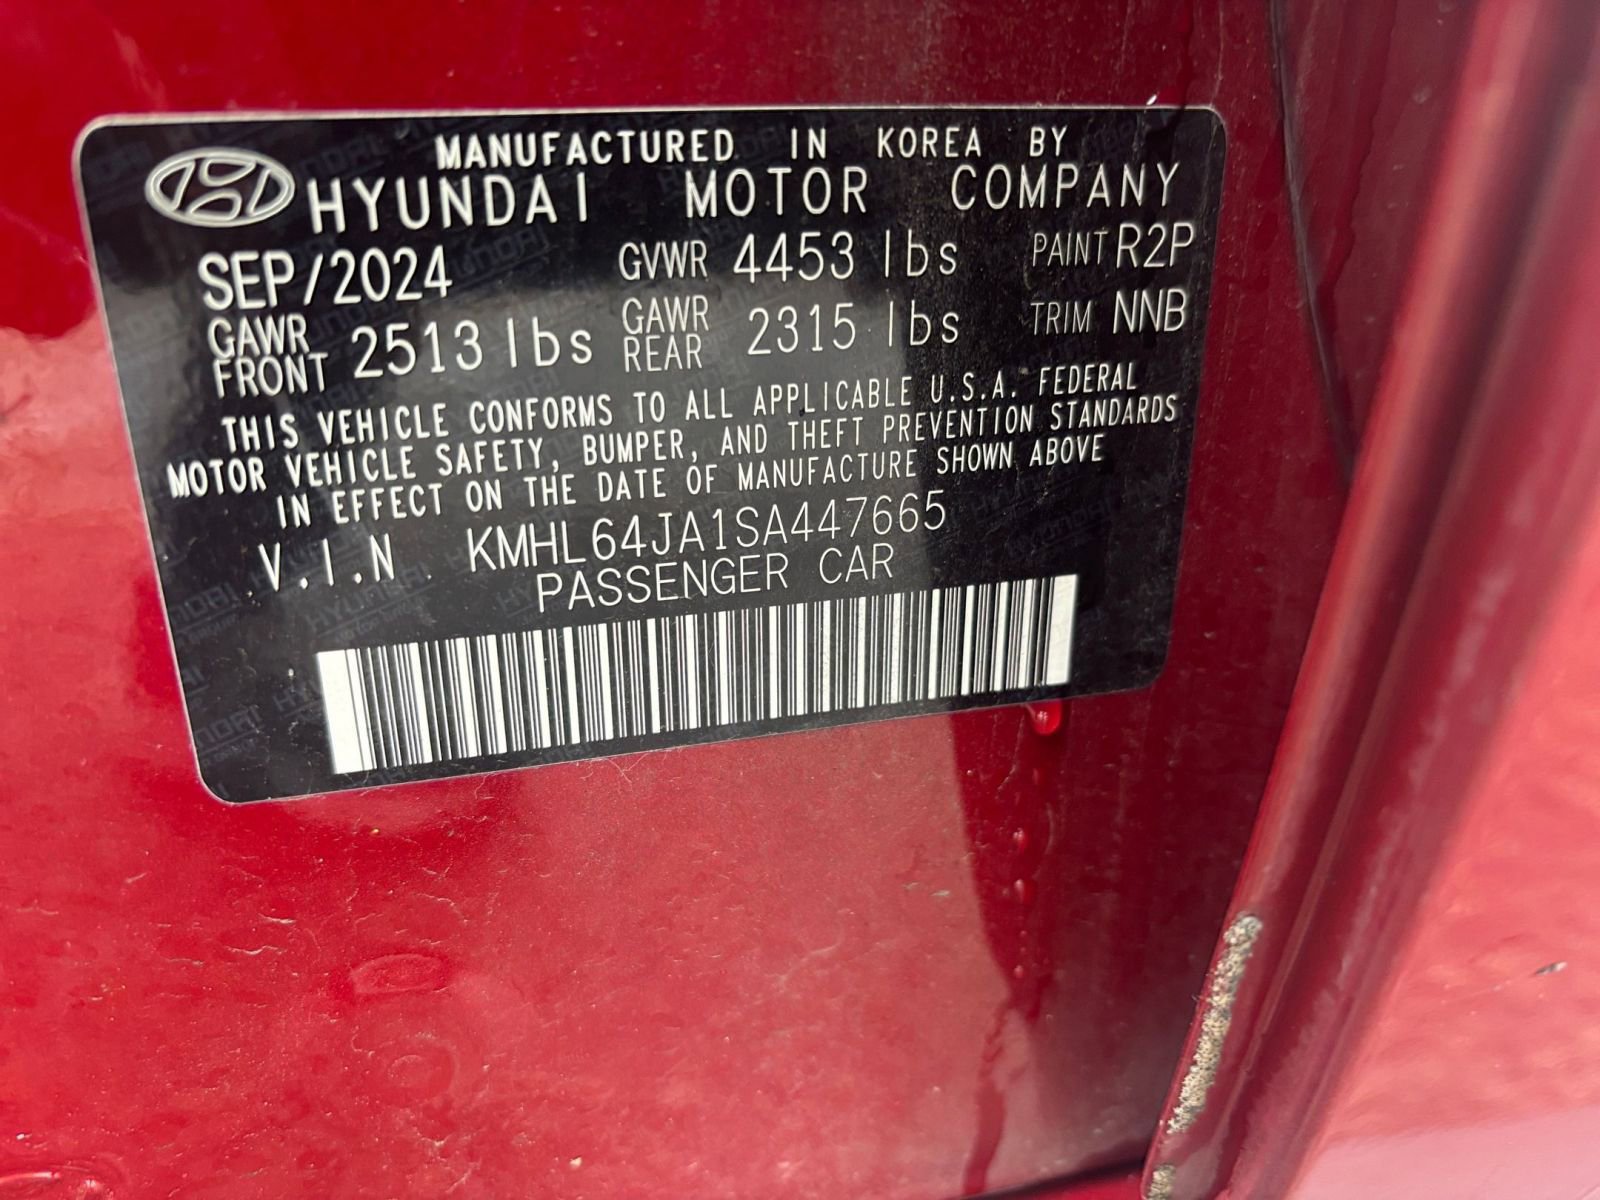 MANUFACTURED IN KOREA BY
HYUNDAI MOTOR COMPANY
SEP/2024 GVWR 4453 lbs PAINT R2P
GAWR FRONT 2513 lbs GAWR REAR 2315 lbs TRIM NNB
THIS VEHICLE CONFORMS TO ALL APPLICABLE U.S.A. FEDERAL
MOTOR VEHICLE SAFETY, BUMPER, AND THEFT PREVENTION STANDARDS
IN EFFECT ON THE DATE OF MANUFACTURE SHOWN ABOVE
V.I.N KMHL64JA1SA447665
PASSENGER CAR